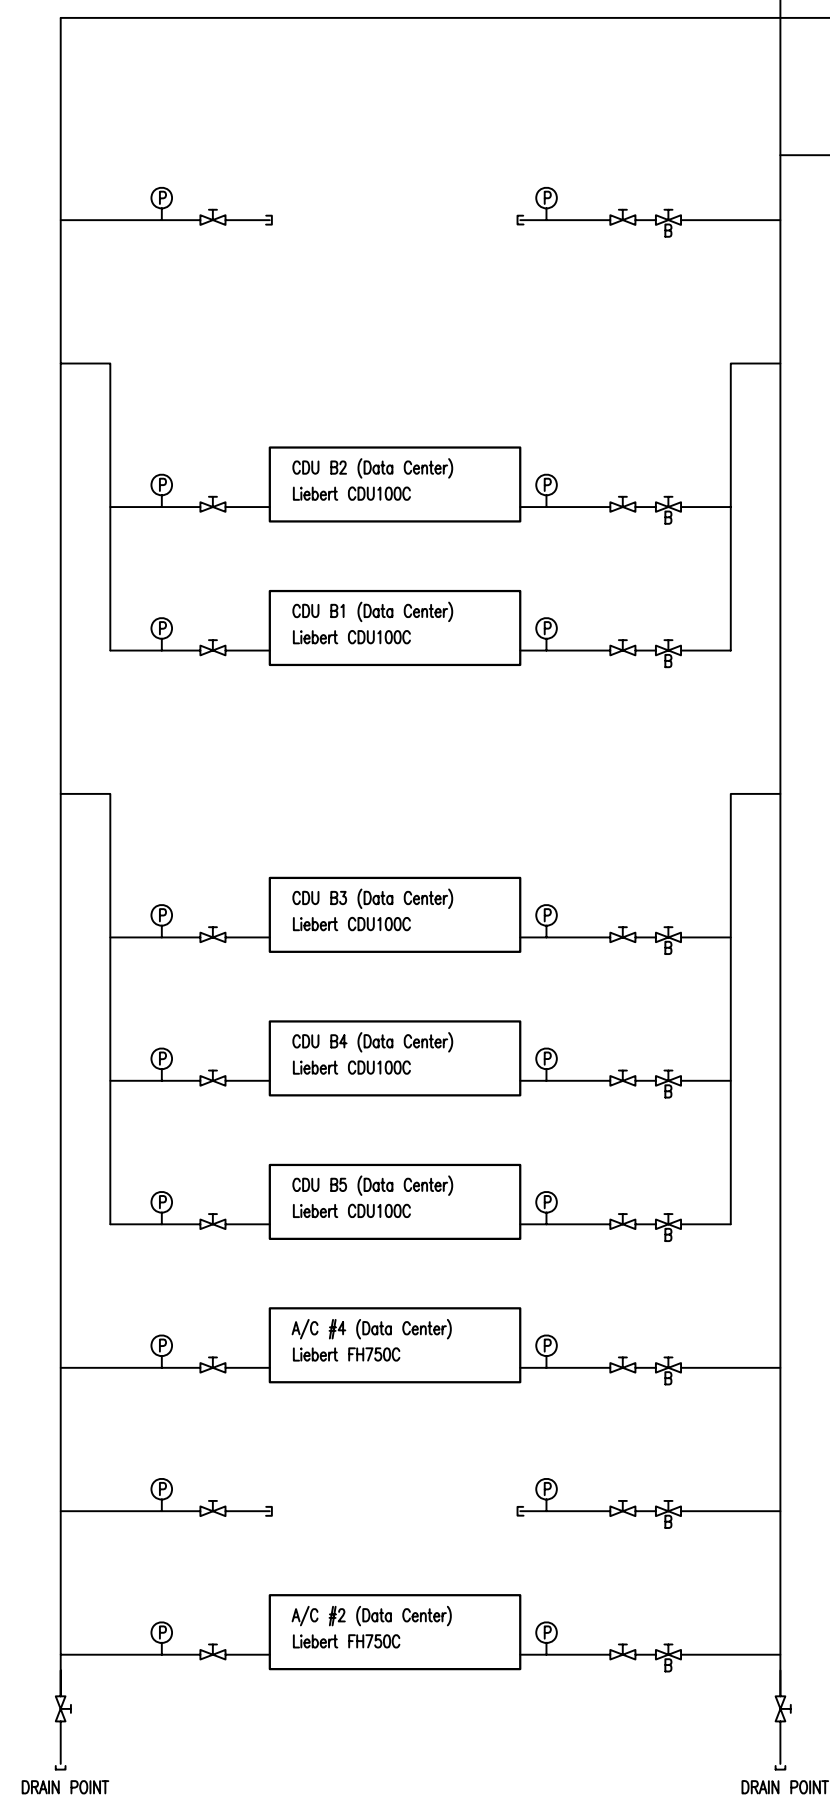 P
P
B
CDU B2 (Data Center)
Liebert CDU100C
P
P
B
CDU B1 (Data Center)
Liebert CDU100C
P
P
B
CDU B3 (Data Center)
Liebert CDU100C
P
P
B
CDU B4 (Data Center)
Liebert CDU100C
P
P
B
CDU B5 (Data Center)
Liebert CDU100C
P
P
B
A/C #4 (Data Center)
Liebert FH750C
P
P
B
P
P
B
A/C #2 (Data Center)
Liebert FH750C
P
P
B
DRAIN POINT
DRAIN POINT